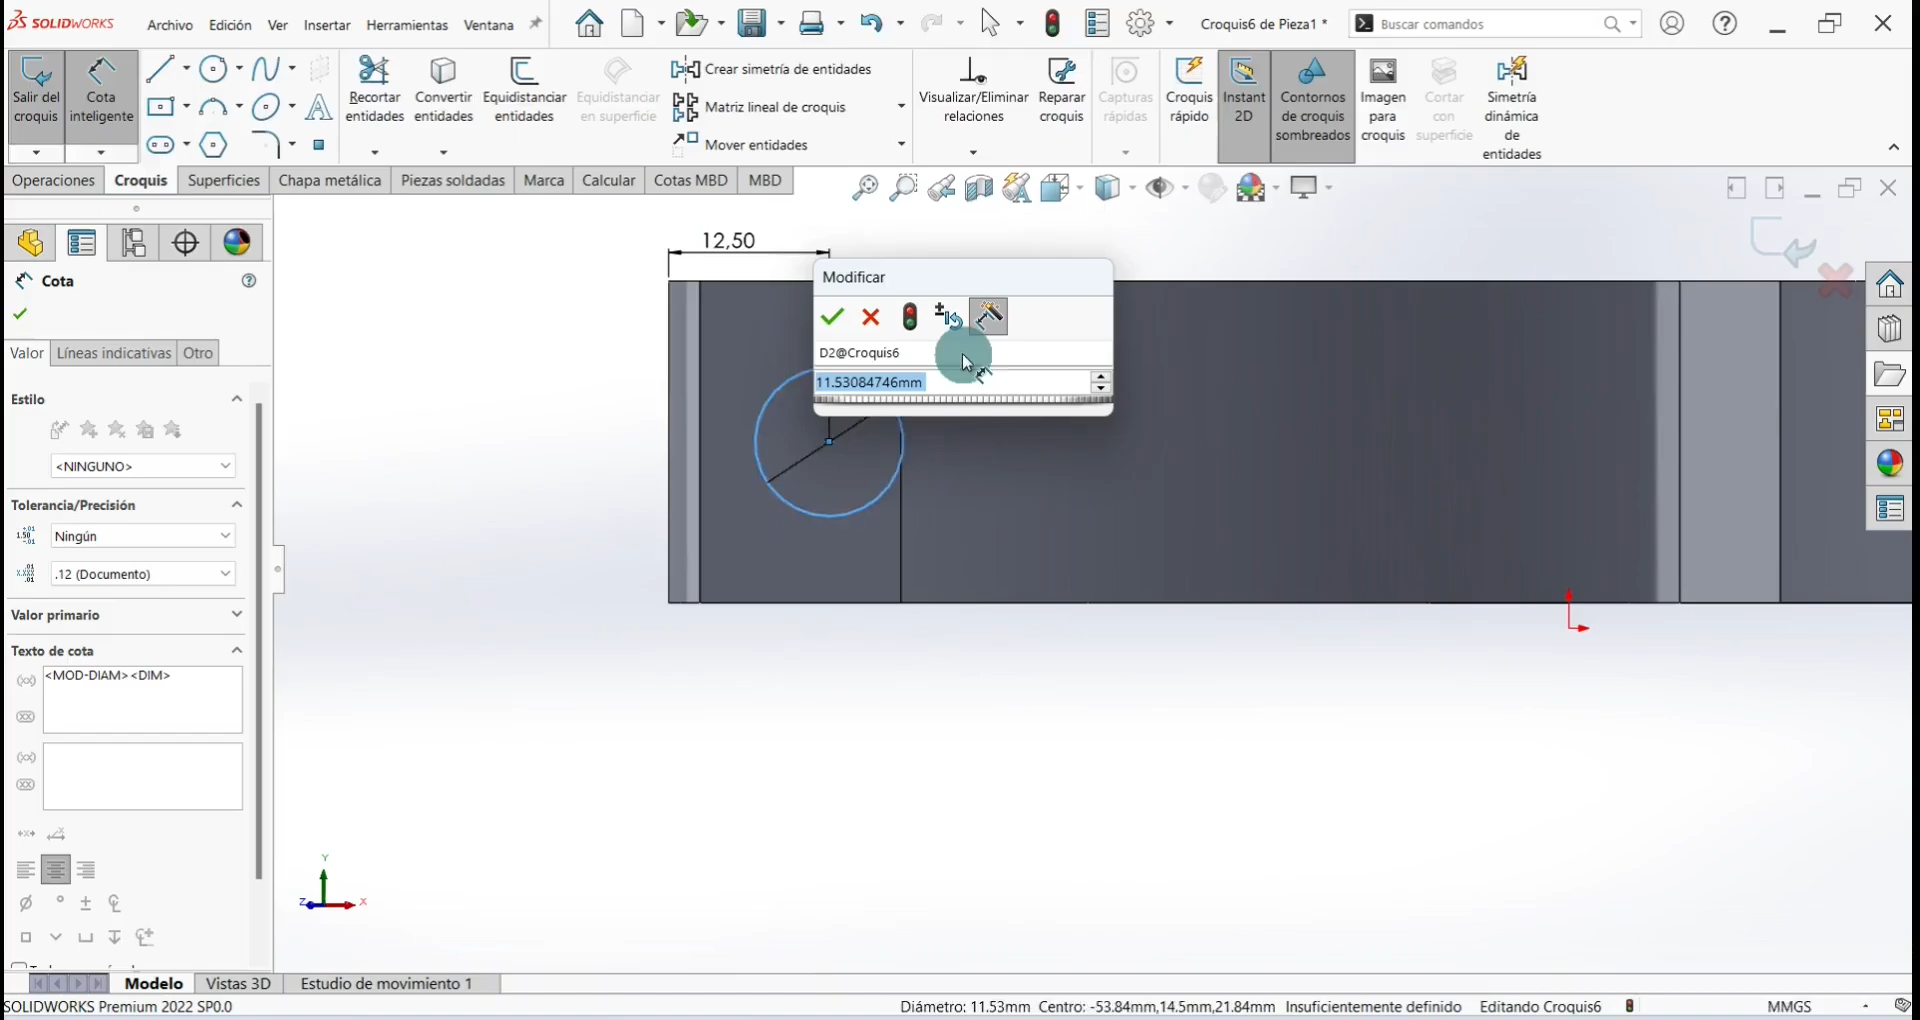 SOLIDWORKS
Archivo Edición Ver Insertar Herramientas Ventana
Croquis6 de Pieza1 *
Buscar comandos
Salir del croquis
Cota inteligente
Recortar entidades
Convertir entidades
Equidistanciar entidades
Equidistanciar en superficie
Crear simetría de entidades
Matriz lineal de croquis
Mover entidades
Visualizar/Eliminar relaciones
Reparar croquis
Capturas rápidas
Croquis rápido
Instant 2D
Contornos de croquis sombreados
Imagen para croquis
Cortar con superficie
Simetría dinámica de entidades
Operaciones Croquis Superficies Chapa metálica Piezas soldadas Marca Calcular Cotas MBD MBD
Cota
Valor Líneas indicativas Otro
Estilo
<NINGUNO>
Tolerancia/Precisión
Ningún
.12 (Documento)
Valor primario
Texto de cota
<MOD-DIAM><DIM>
12,50
Modificar
D2@Croquis6
11.53084746mm
Y
Z
X
Modelo Vistas 3D Estudio de movimiento 1
SOLIDWORKS Premium 2022 SP0.0
Diámetro: 11.53mm Centro: -53.84mm,14.5mm,21.84mm Insuficientemente definido Editando Croquis6 MMGS